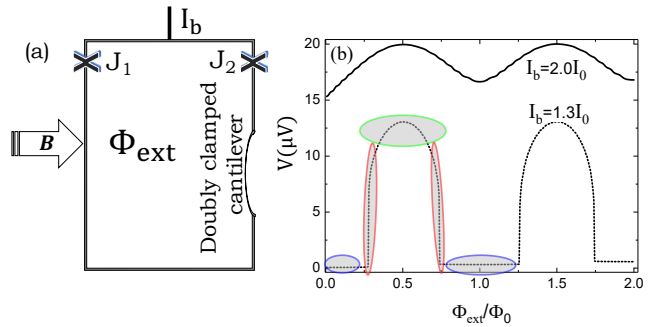 (a)
I_b
J_1
J_2
B
Φ_ext
Doubly clamped
cantilever
(b)
V(μV)
20
15
10
5
0
I_b=2.0I_0
I_b=1.3I_0
0.0 0.5 1.0 1.5 2.0
Φ_ext/Φ_0